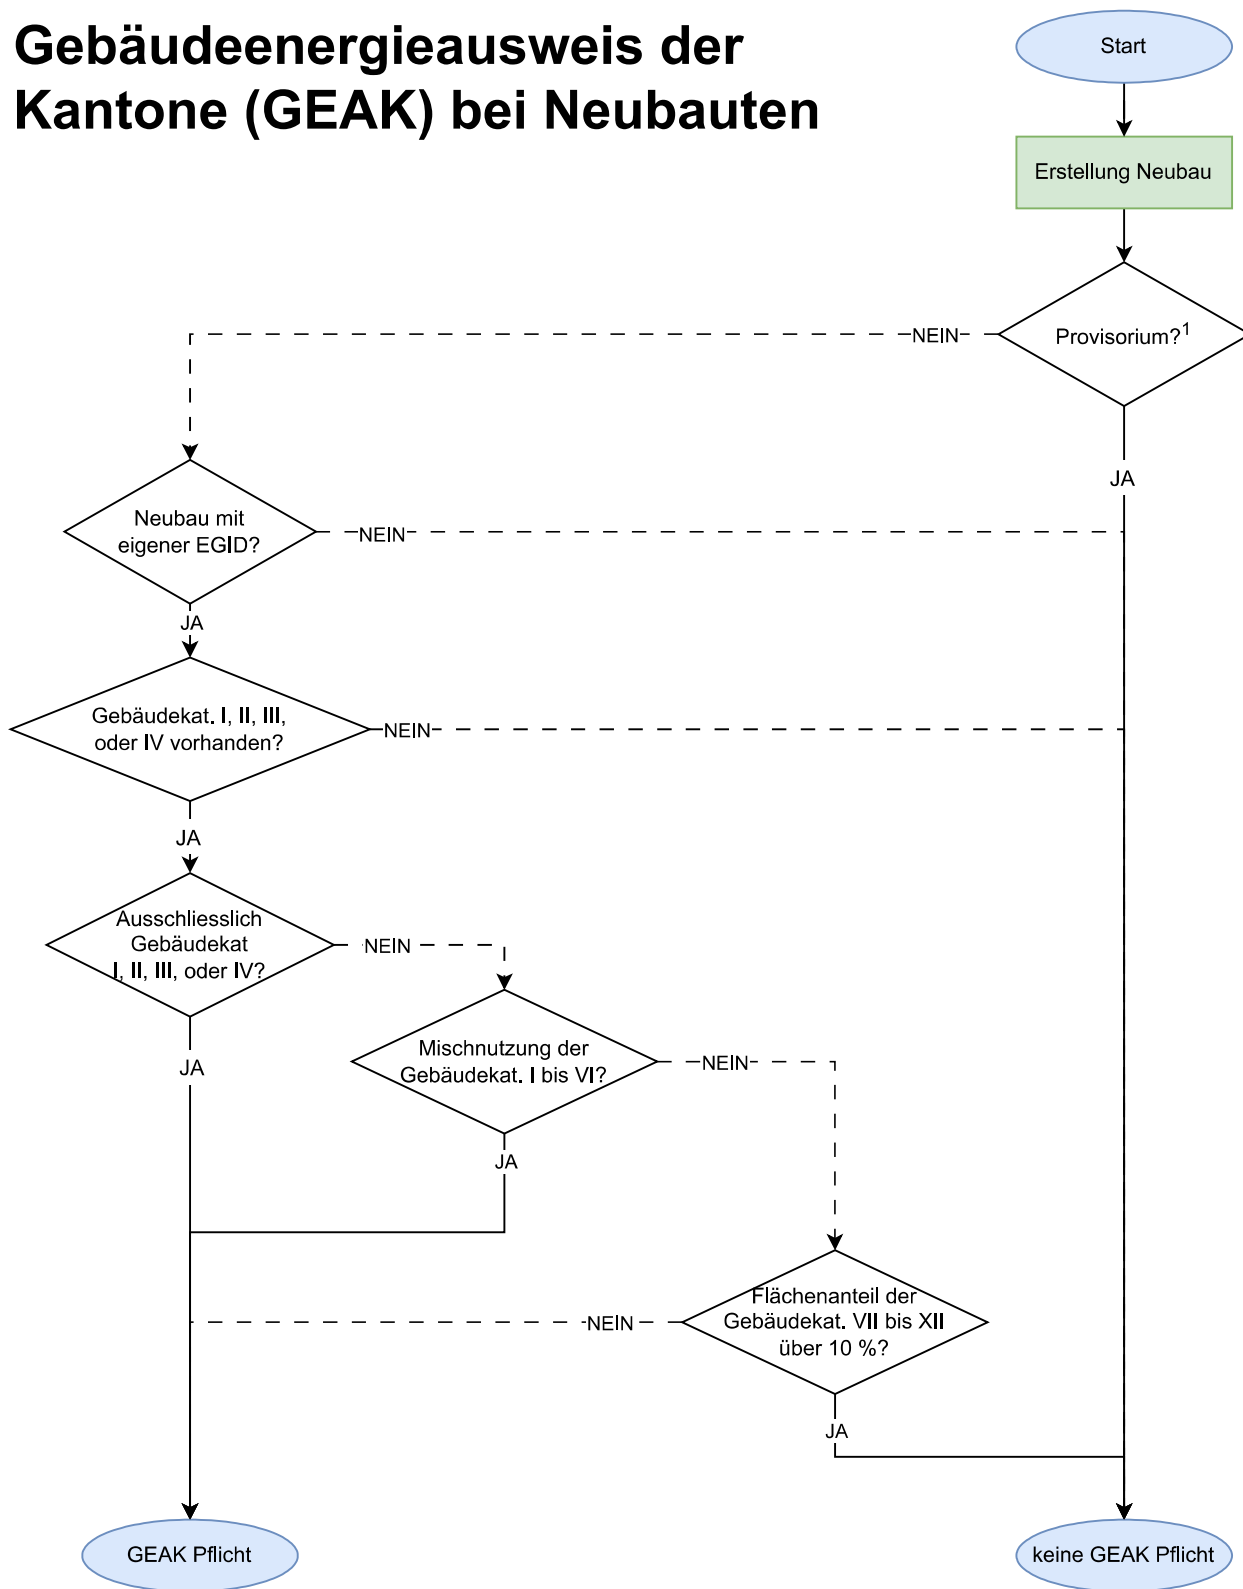 Gebäudeenergieausweis der
Kantone (GEAK) bei Neubauten
Start
Erstellung Neubau
Provisorium?¹
NEIN
JA
Neubau mit
eigener EGID?
NEIN
JA
Gebäudekat. I, II, III,
oder IV vorhanden?
NEIN
JA
Ausschliesslich
Gebäudekat
I, II, III, oder IV?
NEIN
JA
Mischnutzung der
Gebäudekat. I bis VI?
NEIN
JA
Flächenanteil der
Gebäudekat. VII bis XII
über 10 %?
NEIN
JA
GEAK Pflicht
keine GEAK Pflicht